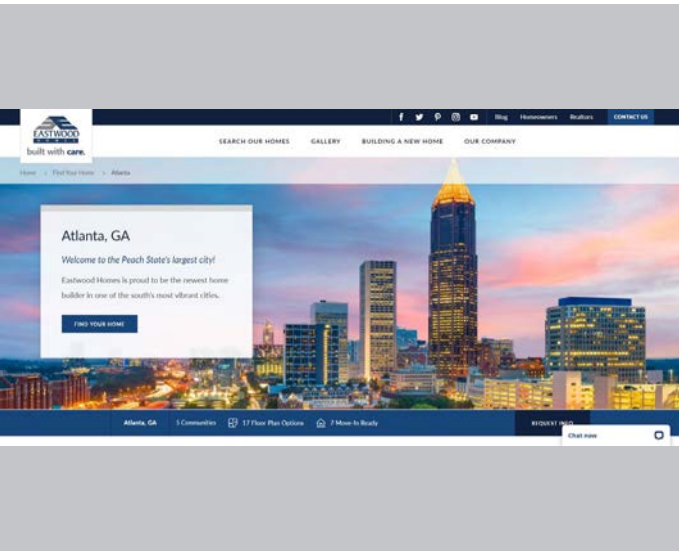 Blog Homeowners Realtors CONTACT US
EASTWOOD
HOMES
built with care.
SEARCH OUR HOMES GALLERY BUILDING A NEW HOME OUR COMPANY
Home > Find Your Home > Atlanta
Atlanta, GA
Welcome to the Peach State's largest city!
Eastwood Homes is proud to be the newest home
builder in one of the south's most vibrant cities.
FIND YOUR HOME
Atlanta, GA 5 Communities 17 Floor Plan Options 7 Move-In Ready REQUEST INFO
Chat now